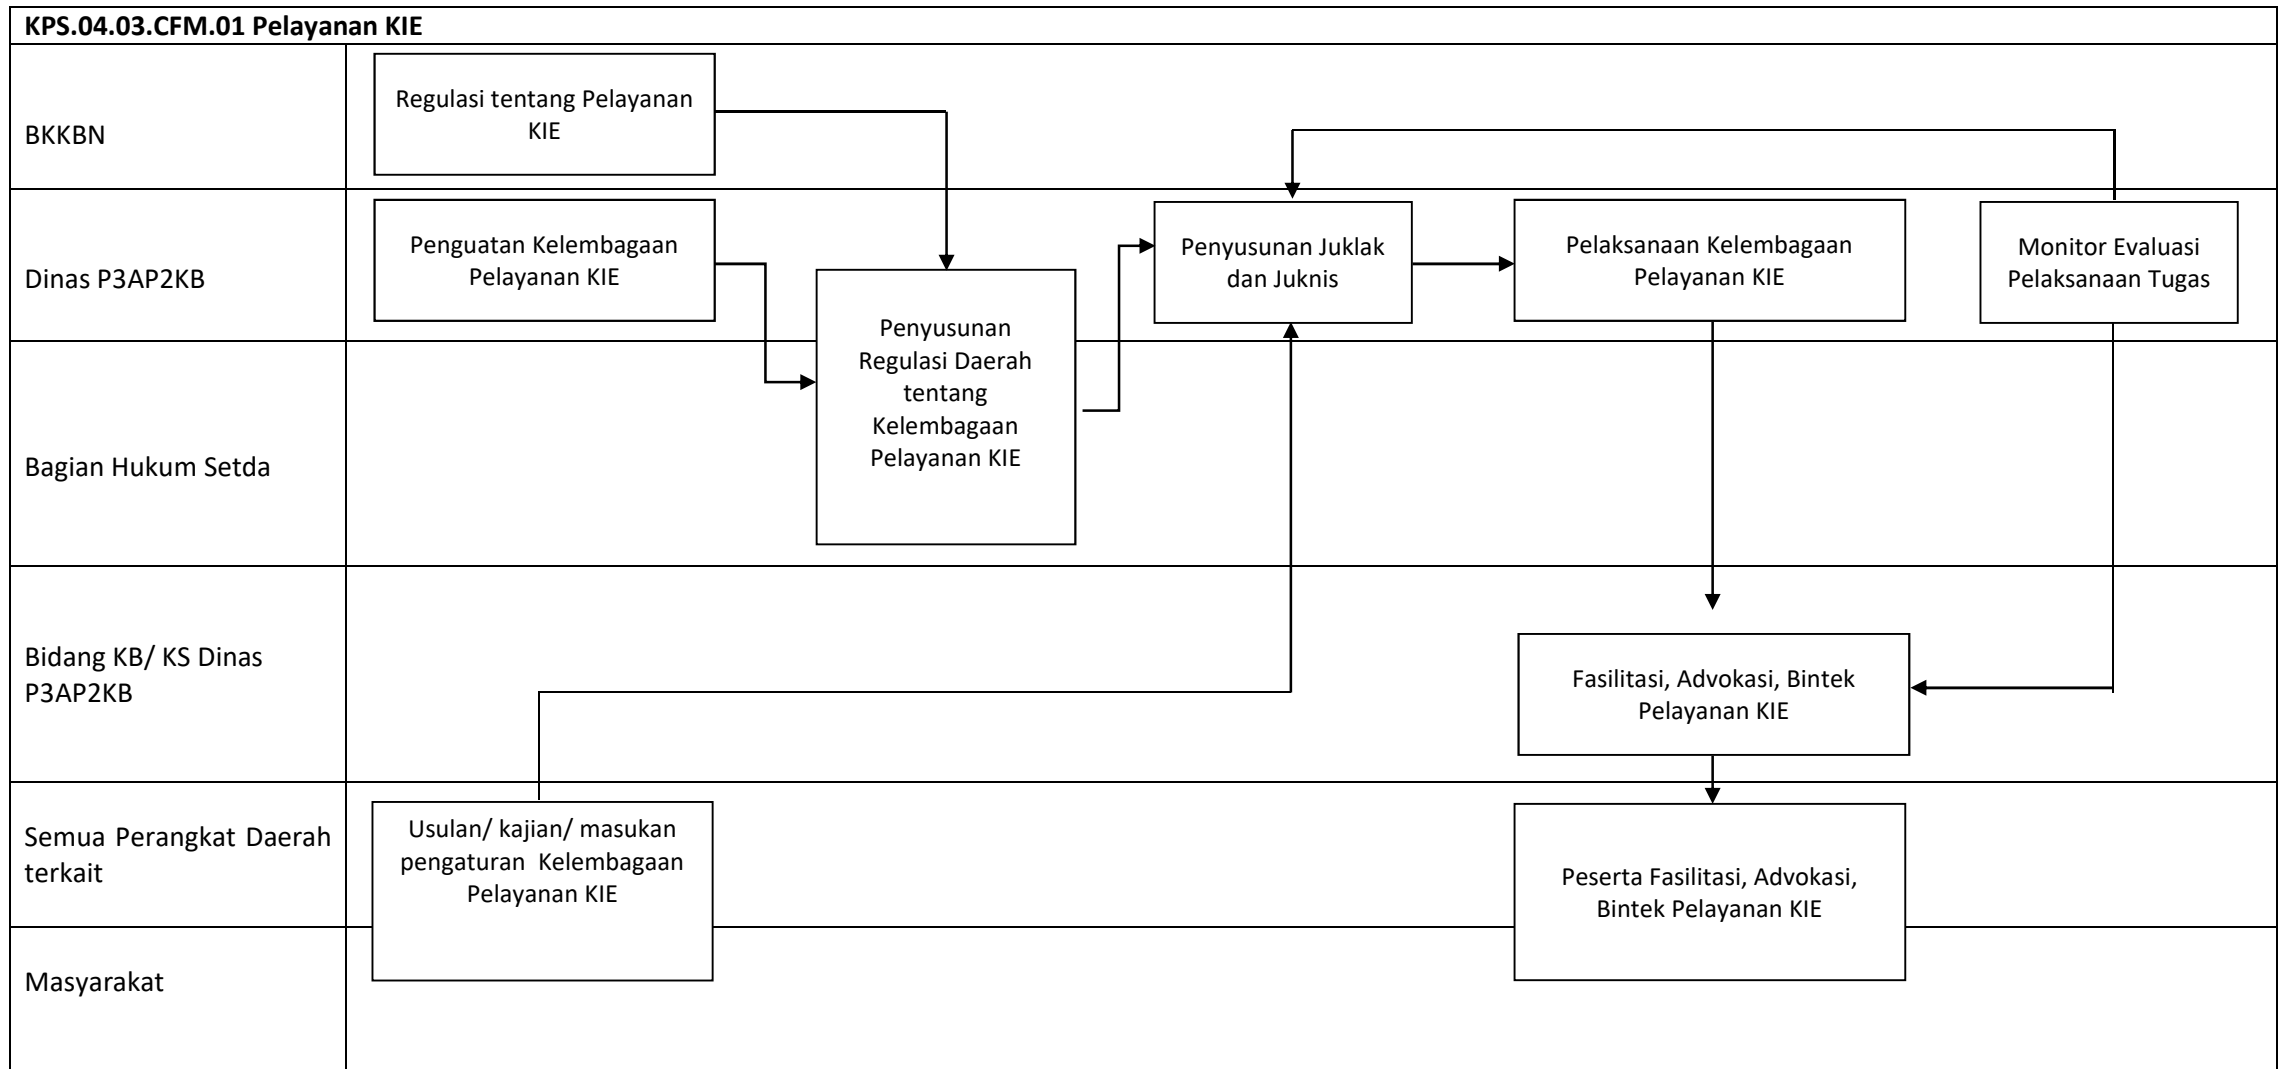 KPS.04.03.CFM.01 Pelayanan KIE
BKKBN
Regulasi tentang Pelayanan
KIE
Dinas P3AP2KB
Penguatan Kelembagaan
Pelayanan KIE
Penyusunan
Regulasi Daerah
tentang
Kelembagaan
Pelayanan KIE
Penyusunan Juklak
dan Juknis
Pelaksanaan Kelembagaan
Pelayanan KIE
Monitor Evaluasi
Pelaksanaan Tugas
Bagian Hukum Setda
Bidang KB/ KS Dinas
P3AP2KB
Fasilitasi, Advokasi, Bintek
Pelayanan KIE
Semua Perangkat Daerah
terkait
Usulan/ kajian/ masukan
pengaturan  Kelembagaan
Pelayanan KIE
Peserta Fasilitasi, Advokasi,
Bintek Pelayanan KIE
Masyarakat